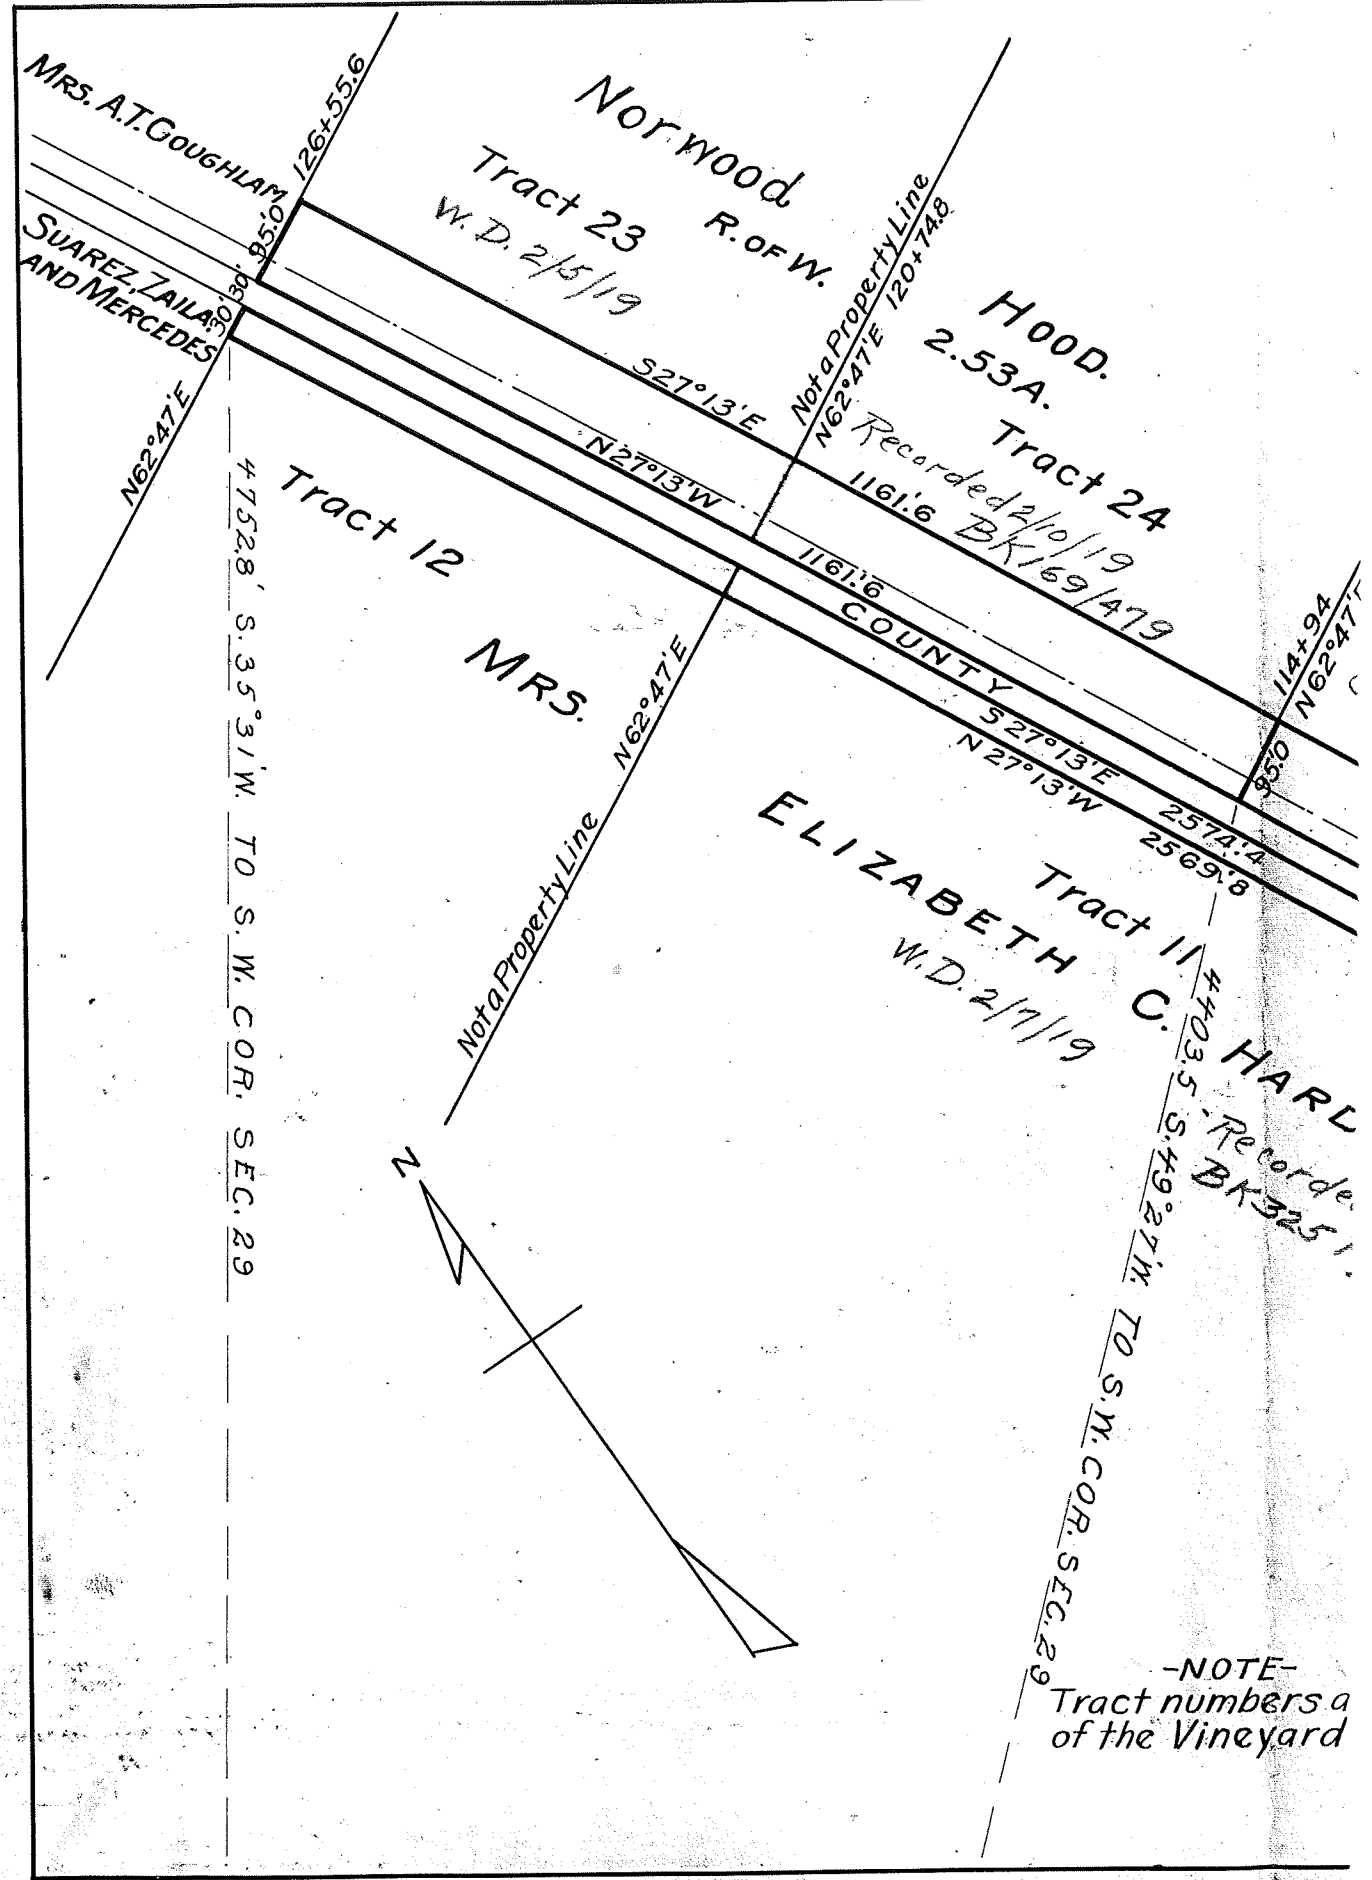 MRS. A.T. GOUGHLAM
126+55.6
95.0
30'
30'
SUAREZ, ZAILA,
AND MERCEDES
N62°47'E
Norwood
Tract 23
R. OF W.
W. D. 2/5/19
S27°13'E
N27°13'W
Not a Property Line
N62°47'E 120+74.8
HOOD.
2.53A.
Tract 24
Recorded 2/10/19
BK169/479
1161.6
1161.6
COUNTY
S27°13'E
N27°13'W
2574.4
2569.8
114+94
N62°47'E
95.0
Tract 12
MRS.
N62°47'E
Not a Property Line
4752.8' S.35°31'W. TO S.W. COR. SEC.29
ELIZABETH C. HARD
Tract 11
W.D. 2/7/19
Recorde
BK325
4403.5 S.49°27'W. TO S.W. COR. SEC. 29
N
-NOTE-
Tract numbers a
of the Vineyard